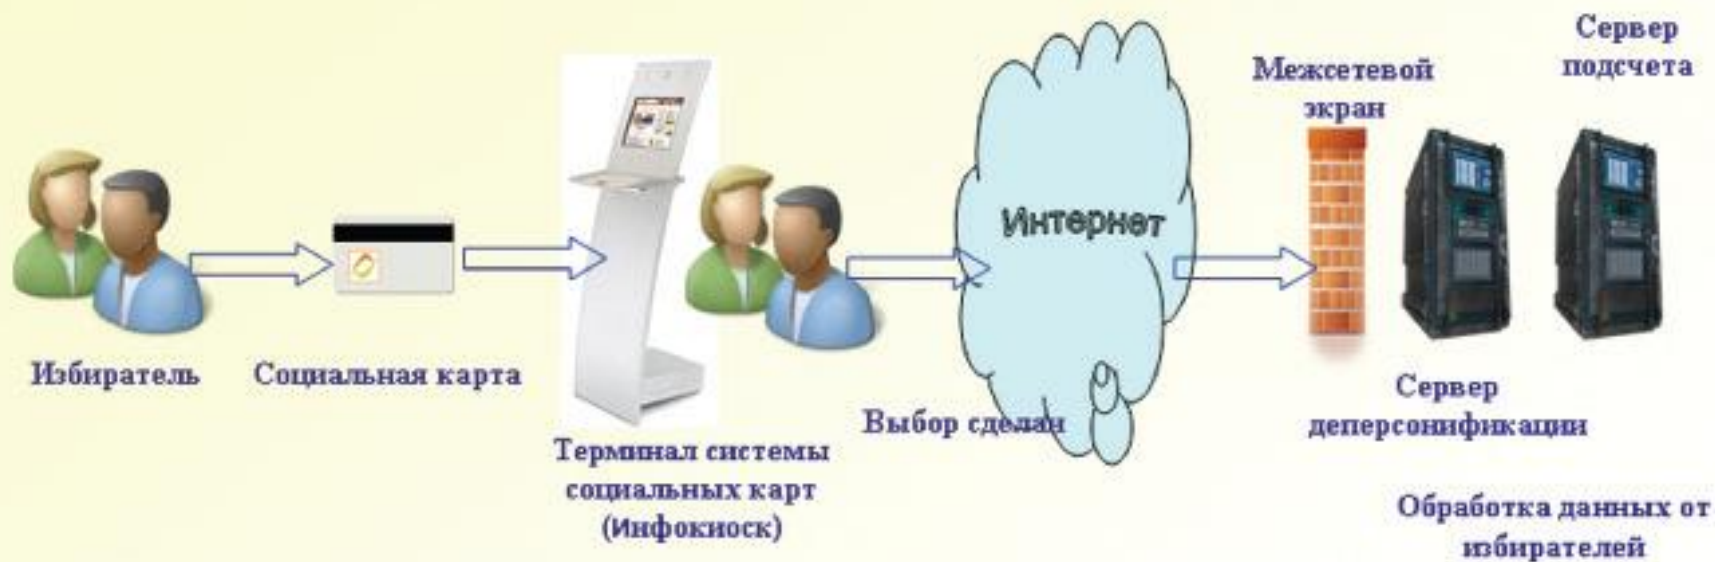 Избиратель
Социальная карта
Терминал системы
социальных карт
(Инфокиоск)
Выбор сделан
Интернет
Межсетевой
экран
Сервер
подсчета
Сервер
деперсонификации
Обработка данных от
избирателей